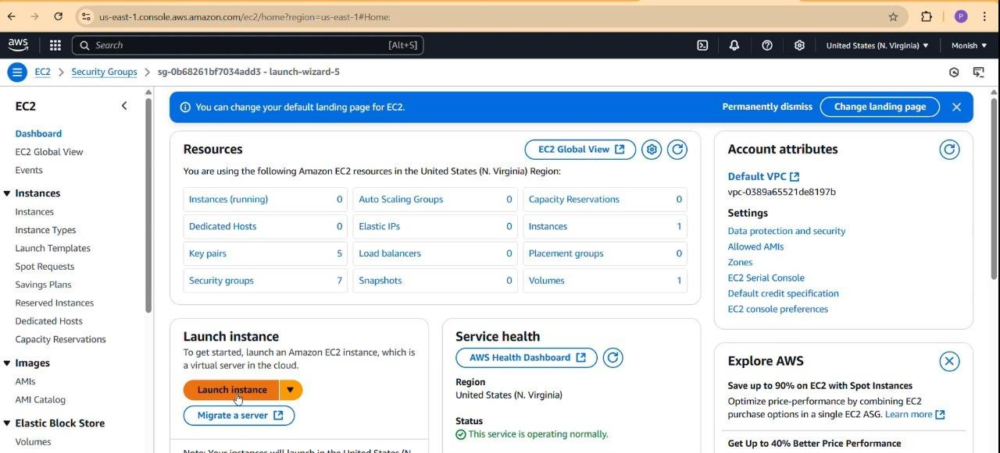 us-east-1.console.aws.amazon.com/ec2/home?region=us-east-1#Home:
P
aws
Search
[Alt+S]
United States (N. Virginia)
Monish
EC2
Security Groups
sg-0b68261bf7034add3 - launch-wizard-5
EC2
Dashboard
EC2 Global View
Events
Instances
Instances
Instance Types
Launch Templates
Spot Requests
Savings Plans
Reserved Instances
Dedicated Hosts
Capacity Reservations
Images
AMIs
AMI Catalog
Elastic Block Store
Volumes
You can change your default landing page for EC2.
Permanently dismiss
Change landing page
Resources
EC2 Global View
You are using the following Amazon EC2 resources in the United States (N. Virginia) Region:
Instances (running) 0
Auto Scaling Groups 0
Capacity Reservations 0
Dedicated Hosts 0
Elastic IPs 0
Instances 1
Key pairs 5
Load balancers 0
Placement groups 0
Security groups 7
Snapshots 0
Volumes 1
Launch instance
To get started, launch an Amazon EC2 instance, which is
a virtual server in the cloud.
Launch instance
Migrate a server
Note: Your instances will launch in the United States (N.
Service health
AWS Health Dashboard
Region
United States (N. Virginia)
Status
This service is operating normally.
Account attributes
Default VPC
vpc-0389a65521de8197b
Settings
Data protection and security
Allowed AMIs
Zones
EC2 Serial Console
Default credit specification
EC2 console preferences
Explore AWS
Save up to 90% on EC2 with Spot Instances
Optimize price-performance by combining EC2
purchase options in a single EC2 ASG. Learn more
Get Up to 40% Better Price Performance